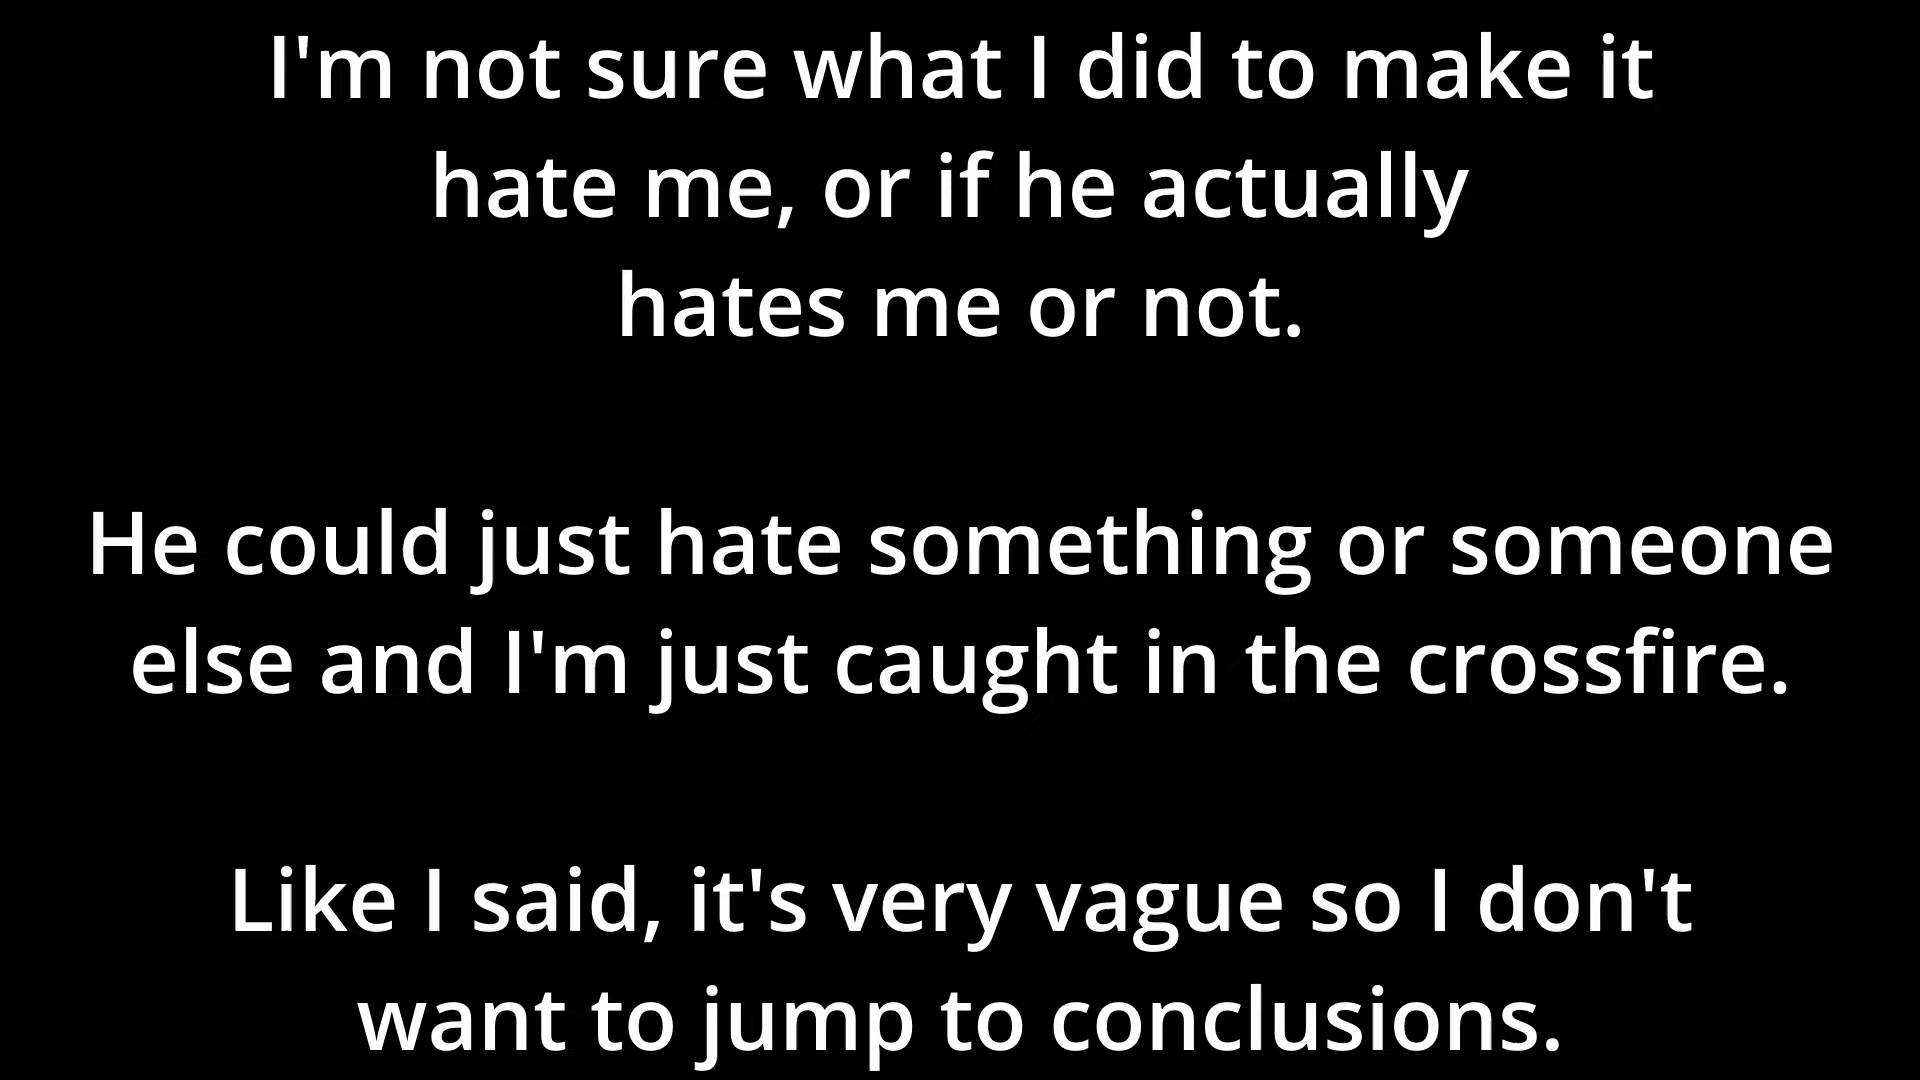 I'm not sure what I did to make it
hate me, or if he actually
hates me or not.
He could just hate something or someone
else and I'm just caught in the crossfire.
Like I said, it's very vague so I don't
want to jump to conclusions.